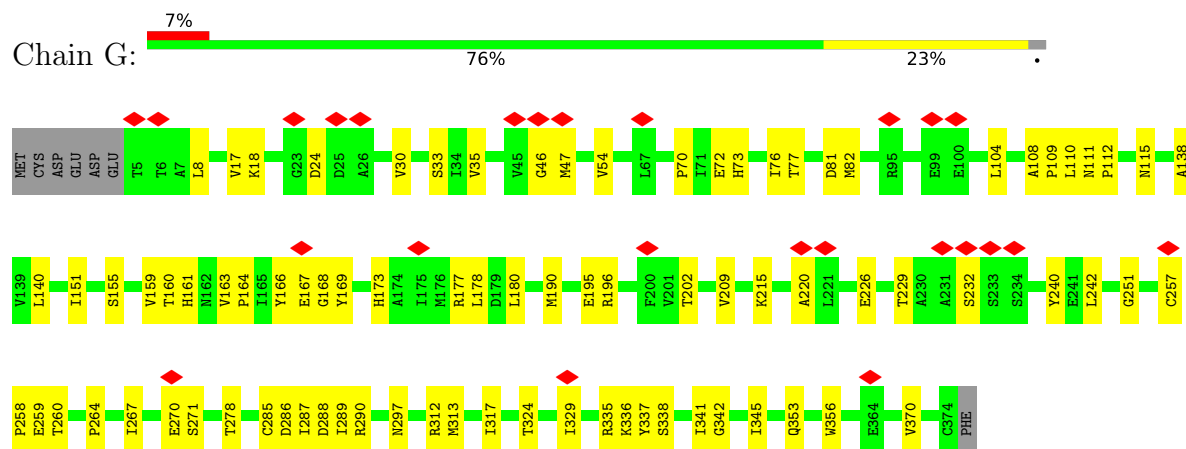 7%
Chain G:
76% 23% •
MET CYS ASP GLU ASP GLU T5 T6 A7 L8 V17 K18 G23 D24 D25 A26 V30 S33 I34 V35 V45 G46 M47 V54 L67 P70 I71 E72 H73 I76 T77 D81 M82 R95 E99 E100 L104 A108 P109 L110 N111 P112 N115 A138
V139 L140 I151 S155 V159 T160 H161 N162 V163 P164 I165 Y166 E167 G168 Y169 H173 A174 I175 M176 R177 L178 D179 L180 M190 E195 R196 F200 V201 T202 V209 K215 A220 L221 E226 T229 A230 A231 S232 S233 S234 Y240 E241 L242 G251 C257
P258 E259 T260 P264 I267 E270 S271 T278 C285 D286 I287 D288 I289 R290 N297 R312 M313 I317 T324 I329 R335 K336 Y337 S338 I341 G342 I345 Q353 W356 E364 V370 C374 PHE